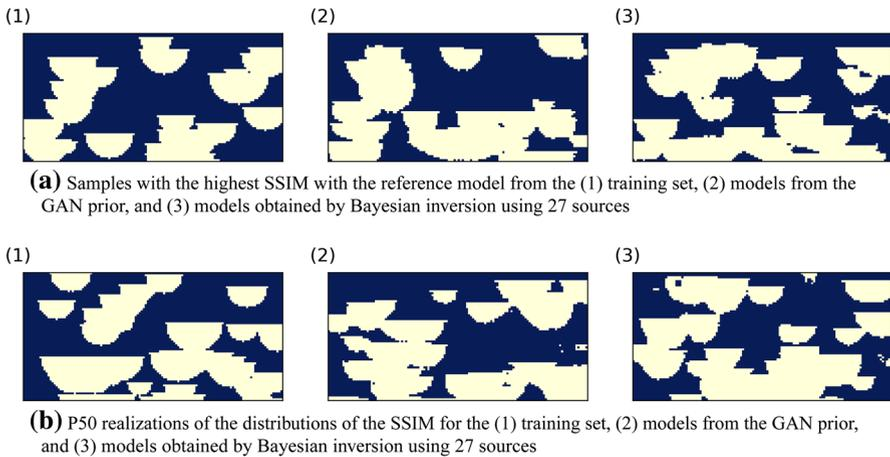 (1) (2) (3)
(a) Samples with the highest SSIM with the reference model from the (1) training set, (2) models from the
GAN prior, and (3) models obtained by Bayesian inversion using 27 sources
(1) (2) (3)
(b) P50 realizations of the distributions of the SSIM for the (1) training set, (2) models from the GAN prior,
and (3) models obtained by Bayesian inversion using 27 sources